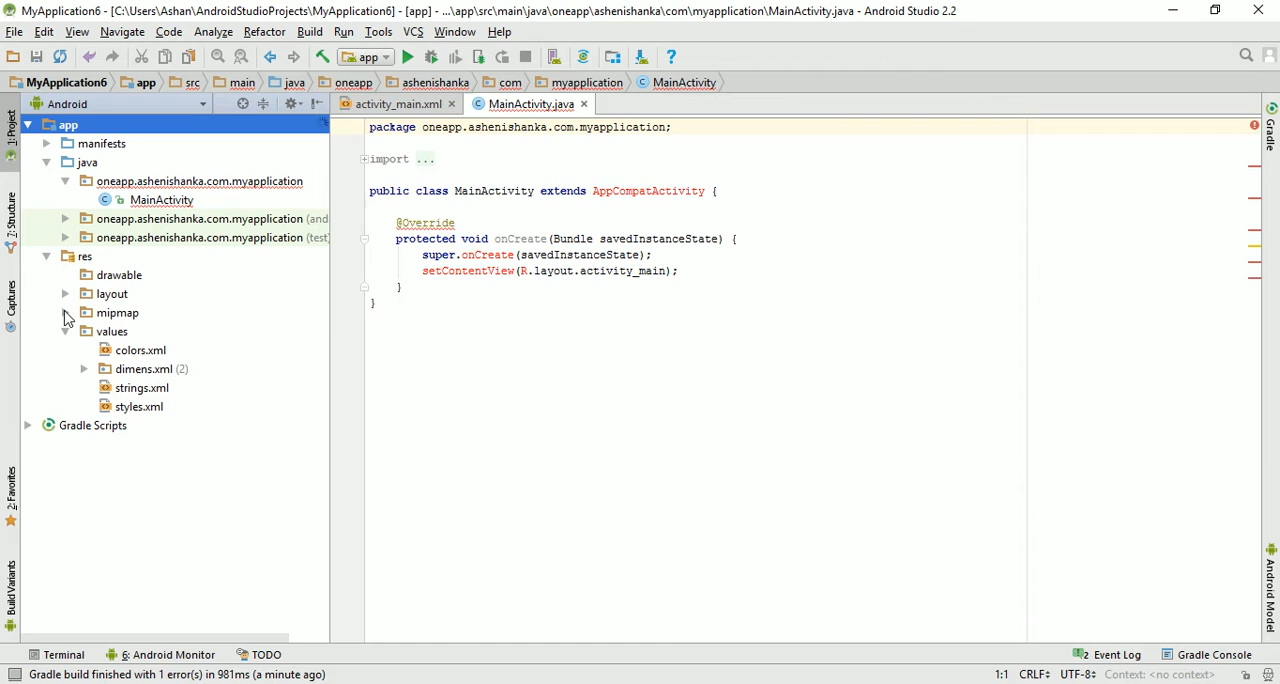 MyApplication6 - [C:\Users\Ashan\AndroidStudioProjects\MyApplication6] - [app] - ...\app\src\main\java\oneapp\ashenishanka\com\myapplication\MainActivity.java - Android Studio 2.2
File Edit View Navigate Code Analyze Refactor Build Run Tools VCS Window Help
app
MyApplication6 app src main java oneapp ashenishanka com myapplication MainActivity
Android
activity_main.xml
MainActivity.java
1: Project
7: Structure
Captures
2: Favorites
Build Variants
app
manifests
java
oneapp.ashenishanka.com.myapplication
MainActivity
oneapp.ashenishanka.com.myapplication (and
oneapp.ashenishanka.com.myapplication (test)
res
drawable
layout
mipmap
values
colors.xml
dimens.xml (2)
strings.xml
styles.xml
Gradle Scripts
package oneapp.ashenishanka.com.myapplication;
import ...
public class MainActivity extends AppCompatActivity {
@Override
protected void onCreate(Bundle savedInstanceState) {
super.onCreate(savedInstanceState);
setContentView(R.layout.activity_main);
}
}
Gradle
Android Model
Terminal 6: Android Monitor TODO
2 Event Log Gradle Console
Gradle build finished with 1 error(s) in 981ms (a minute ago)
1:1 CRLF UTF-8 Context: <no context>